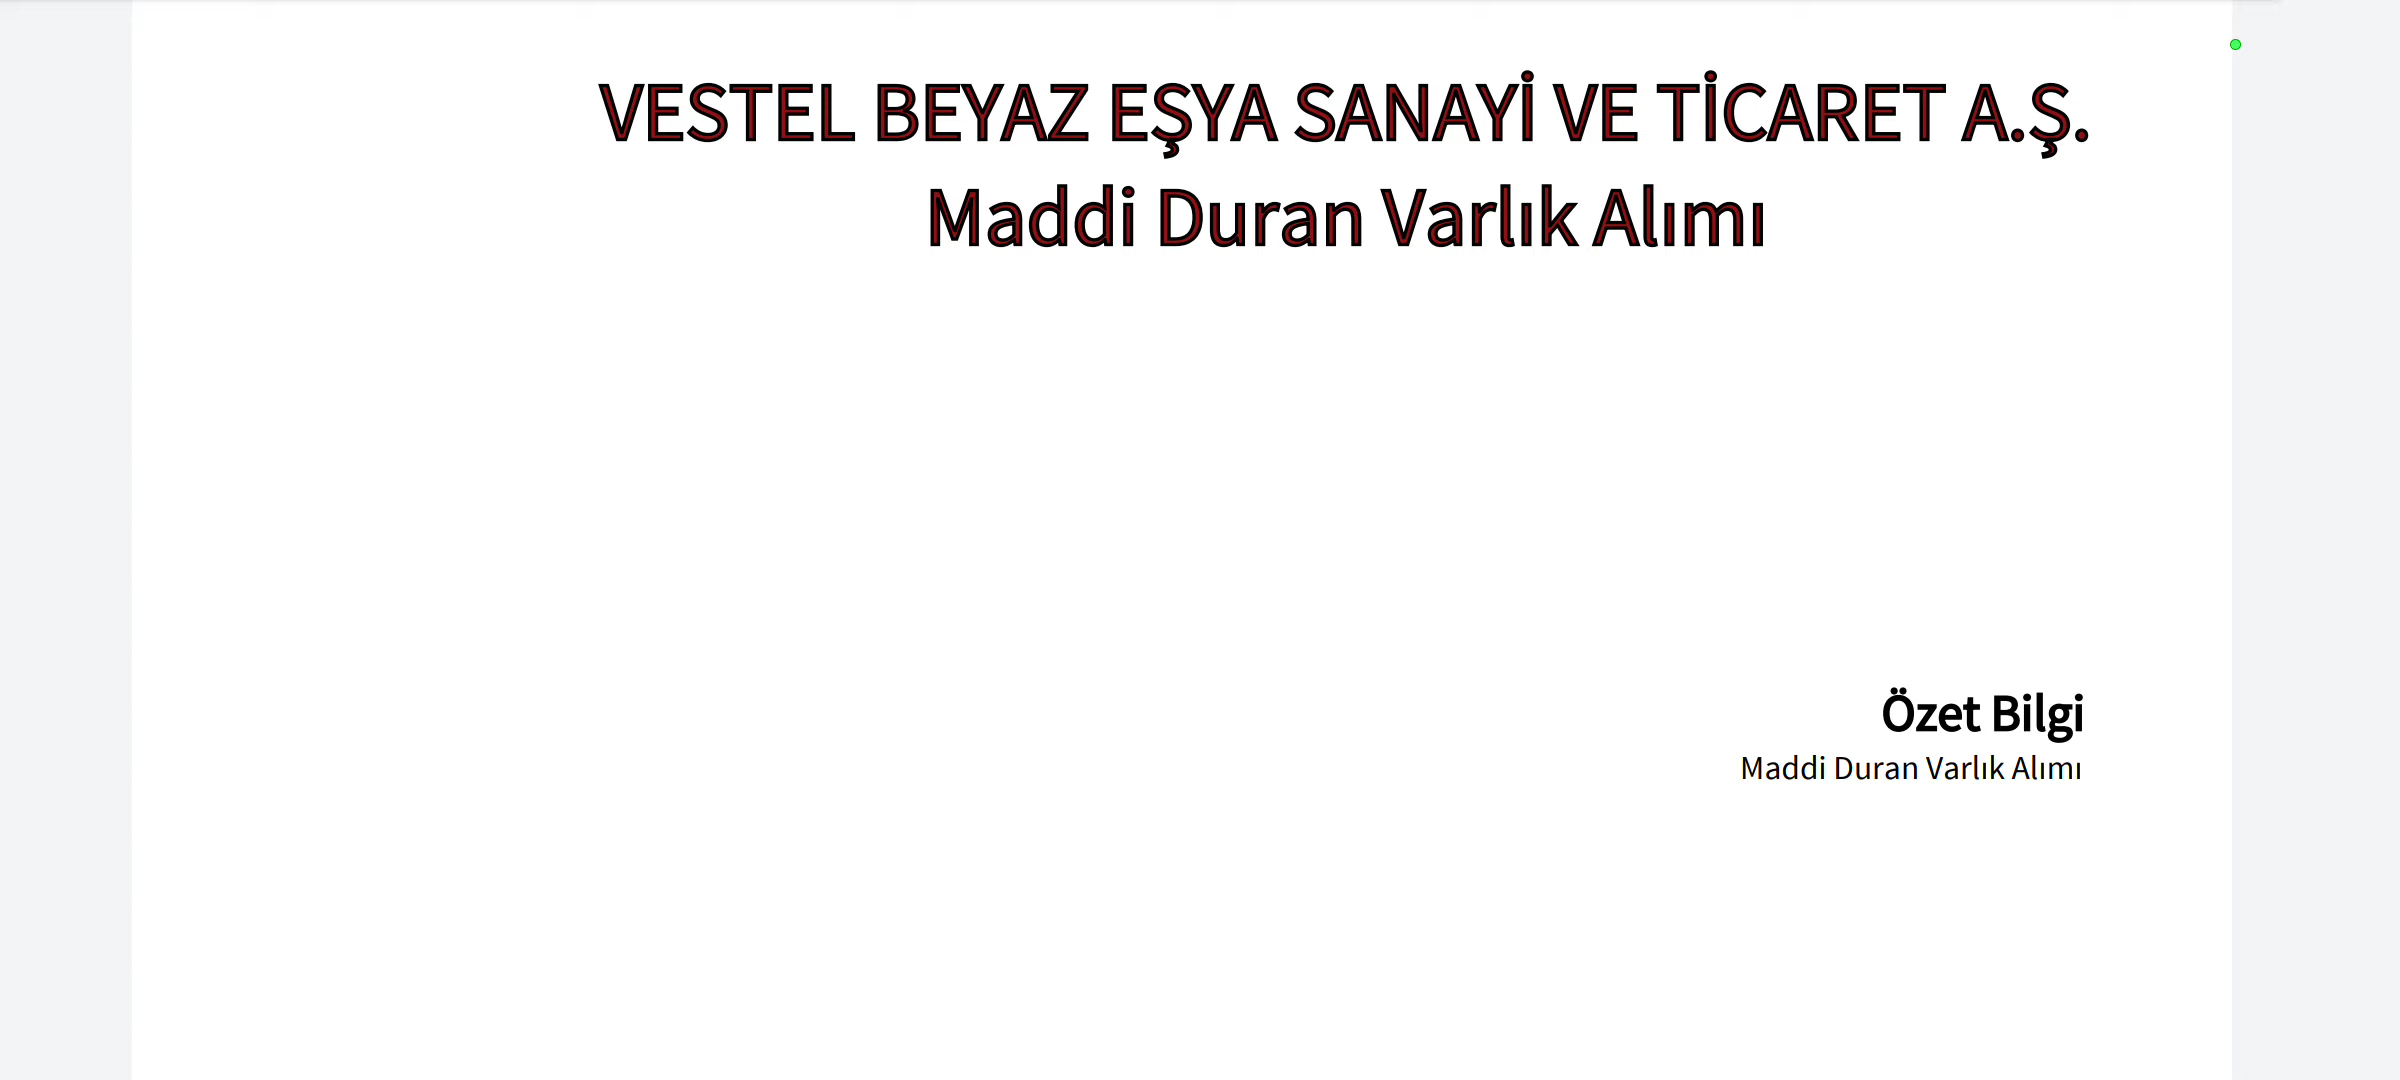 VESTEL BEYAZ EŞYA SANAYİ VE TİCARET A.Ş.
Maddi Duran Varlık Alımı
Özet Bilgi
Maddi Duran Varlık Alımı